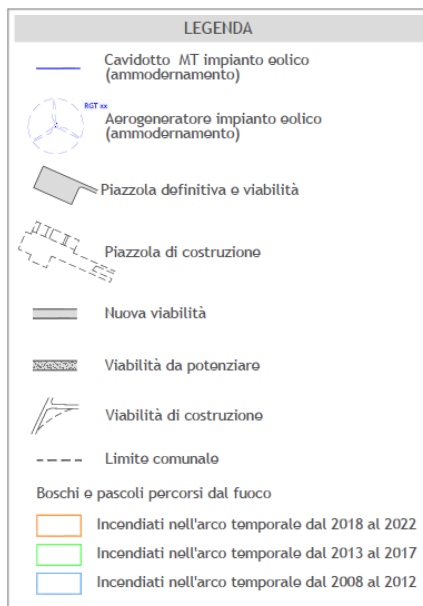 LEGENDA
Cavidotto MT impianto eolico
(ammodernamento)
RGT xx
Aerogeneratore impianto eolico
(ammodernamento)
Piazzola definitiva e viabilità
Piazzola di costruzione
Nuova viabilità
Viabilità da potenziare
Viabilità di costruzione
Limite comunale
Boschi e pascoli percorsi dal fuoco
Incendiati nell'arco temporale dal 2018 al 2022
Incendiati nell'arco temporale dal 2013 al 2017
Incendiati nell'arco temporale dal 2008 al 2012